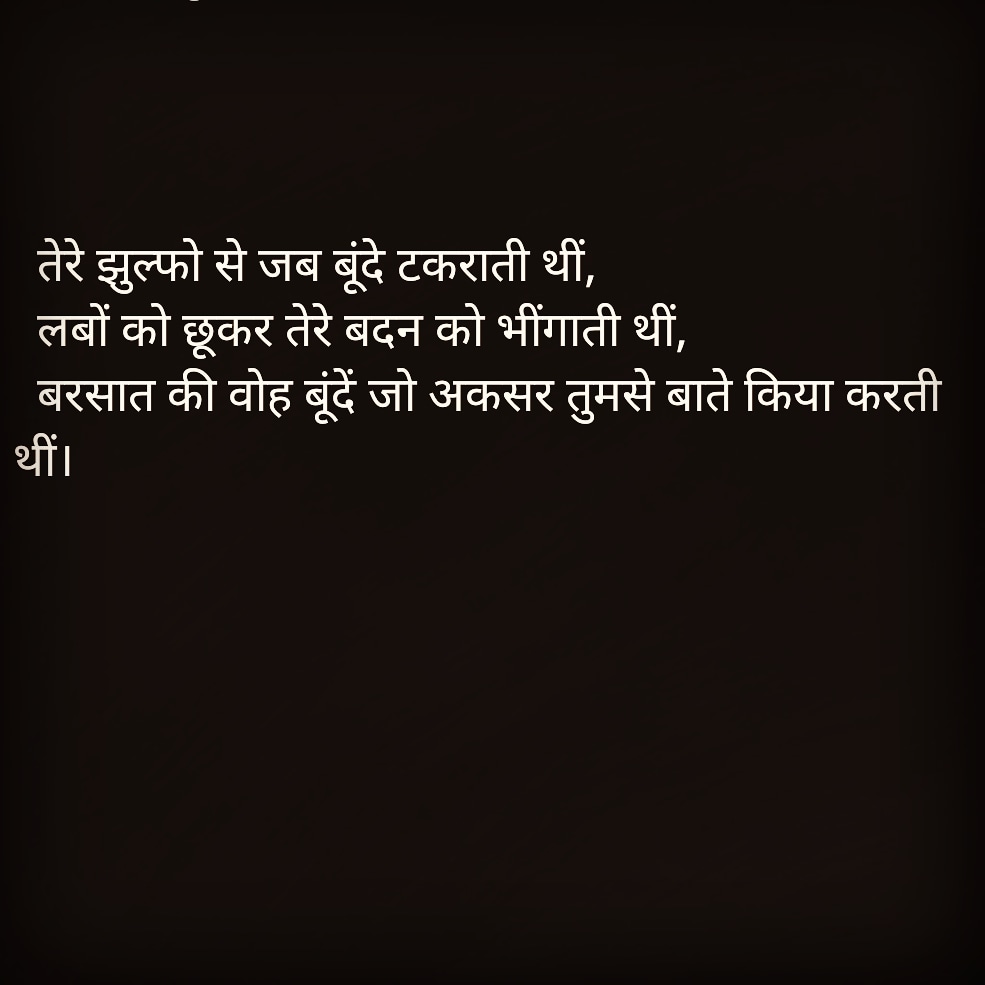 तेरे झुल्फो से जब बूंदे टकराती थीं,
लबों को छूकर तेरे बदन को भींगाती थीं,
बरसात की वोह बूंदें जो अकसर तुमसे बाते किया करती
थीं।